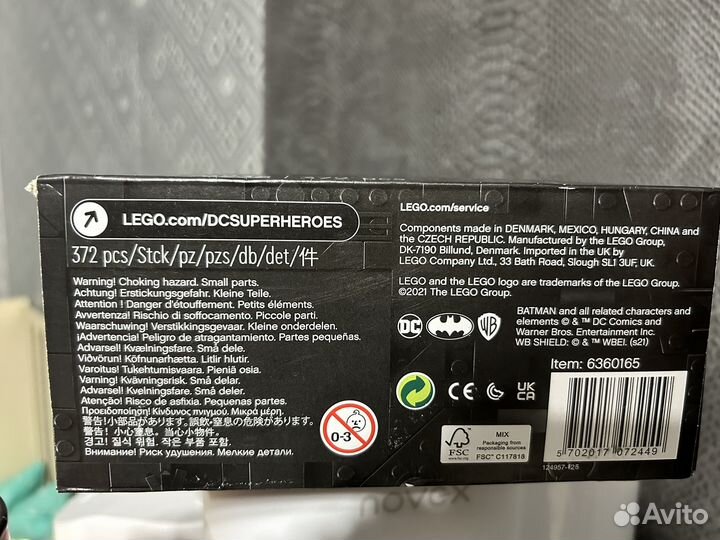 LEGO.com/DCSUPERHEROES
372 pcs/Stck/pz/pzs/db/det/件
Warning! Choking hazard. Small parts.
Achtung! Erstickungsgefahr. Kleine Teile.
Attention ! Danger d'étouffement. Petits éléments.
Avvertenza! Rischio di soffocamento. Piccole parti.
Waarschuwing! Verstikkingsgevaar. Kleine onderdelen.
¡Advertencia! Peligro de atragantamiento. Partes pequeñas.
Advarsel! Kvælningsfare. Små dele.
Viðvörun! Köfnunarhætta. Litlir hlutir.
Varoitus! Tukehtumisvaara. Pieniä osia.
Varning! Kvävningsrisk. Små delar.
Advarsel! Kvelningsfare. Små deler.
Atenção! Risco de asfixia. Pequenas partes.
Προειδοποίηση! Κίνδυνος πνιγμού. Μικρά μέρη.
警告!小部品があります。誤飲、窒息の危険があります。
警告！小心窒息。当心小物件。
경고! 질식 위험. 작은 부품 포함.
Внимание! Риск удушения. Мелкие детали.
0-3
LEGO.com/service
Components made in DENMARK, MEXICO, HUNGARY, CHINA and
the CZECH REPUBLIC. Manufactured by the LEGO Group,
DK-7190 Billund, Denmark. Imported in the UK by
LEGO Company Ltd., 33 Bath Road, Slough SL1 3UF, UK.
LEGO and the LEGO logo are trademarks of the LEGO Group.
©2021 The LEGO Group.
DC
WB
BATMAN and all related characters and
elements © & ™ DC Comics and
Warner Bros. Entertainment Inc.
WB SHIELD: © & ™ WBEI. (s21)
Item: 6360165
CE
UK
CA
FSC
www.fsc.org
MIX
Packaging from
responsible sources
FSC® C117818
5 702017 072449
124957-125
novex
Avito